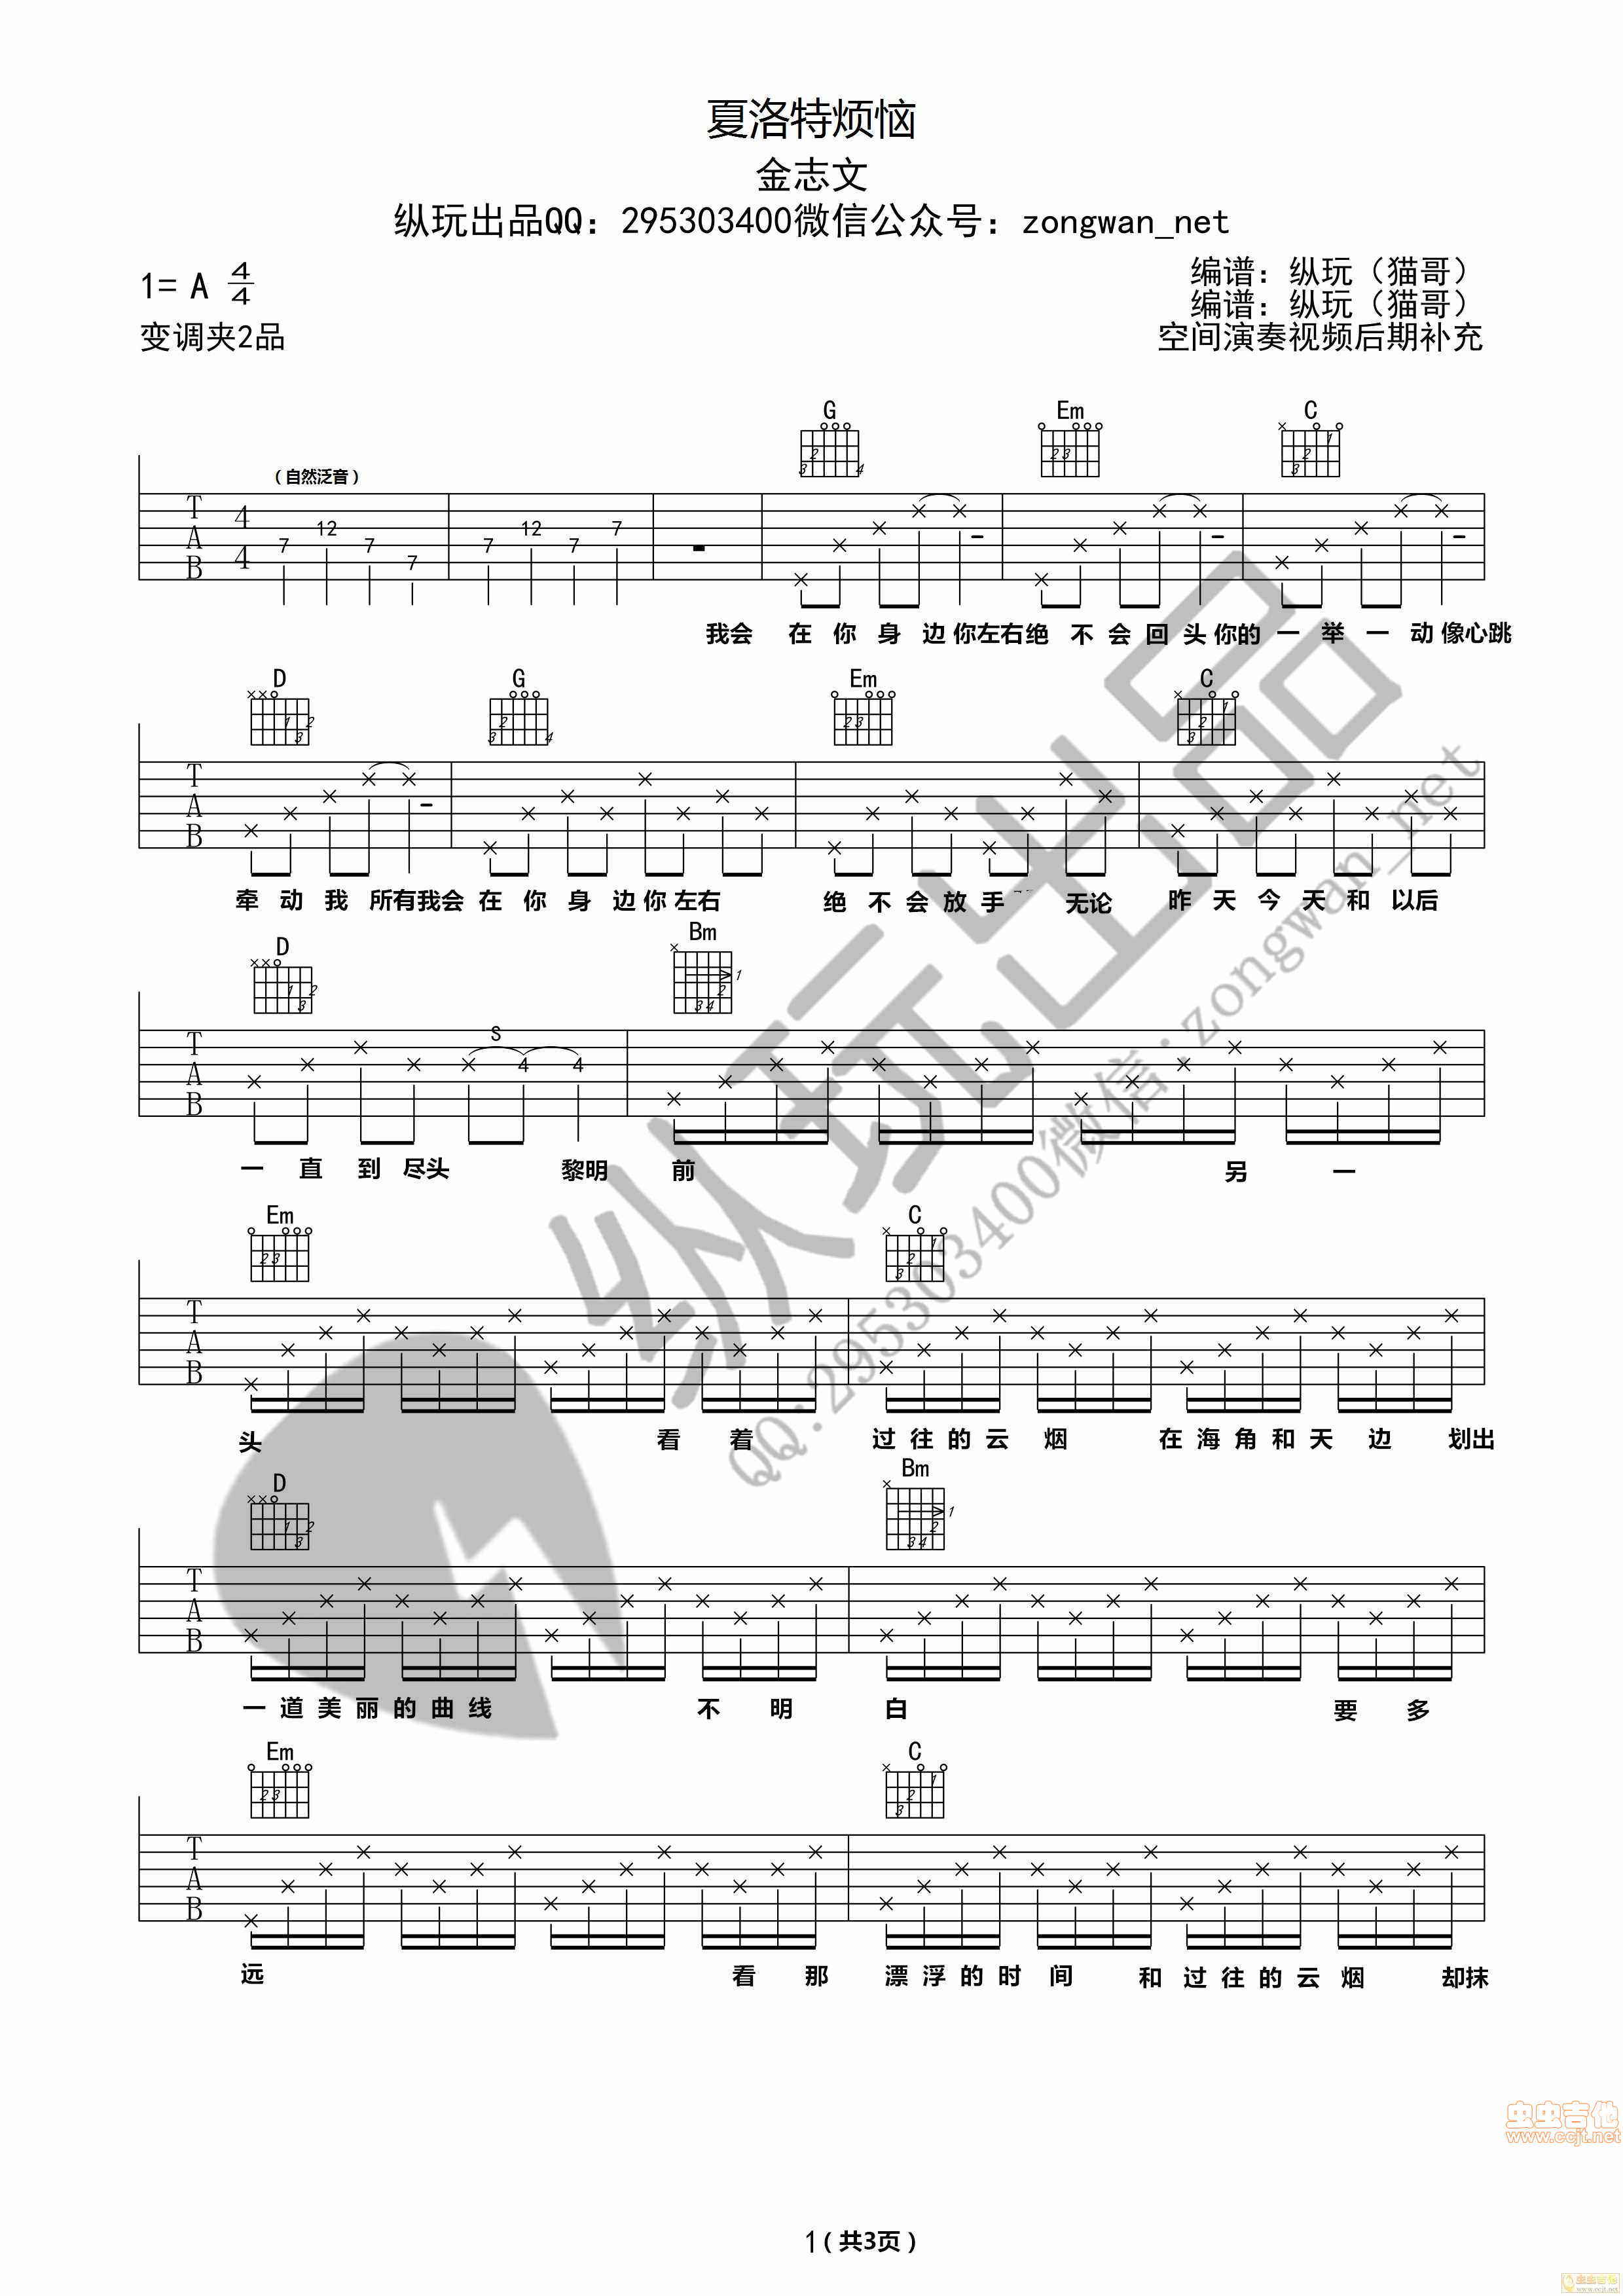 夏洛特烦恼
金志文
纵玩出品QQ：295303400微信公众号：zongwan_net
1= A 4/4
编谱：纵玩（猫哥）
编谱：纵玩（猫哥）
变调夹2品
空间演奏视频后期补充
G Em C
（自然泛音）
T A B 4 4 7 12 7 7 7 12 7 7
我会 在 你 身 边 你左右绝 不 会 回 头 你的 一 举 一 动 像心跳
D G Em C
T A B
牵 动 我 所有我会 在 你 身 边 你 左右 绝 不 会 放 手 无论 昨 天 今 天 和 以后
D Bm
T A B S 4 4
一 直 到 尽头 黎明 前 另 一
Em C
T A B
头 看 着 过 往 的 云 烟 在 海 角 和 天 边 划出
D Bm
T A B
一 道 美 丽 的 曲 线 不 明 白 要 多
Em C
T A B
远 看 那 漂 浮 的 时 间 和 过 往 的 云 烟 却抹
纵玩出品
QQ:295303400微信:zongwan_net
虫虫吉他
www.ccjt.net
1（共3页）
虫虫吉他
www.ccjt.net